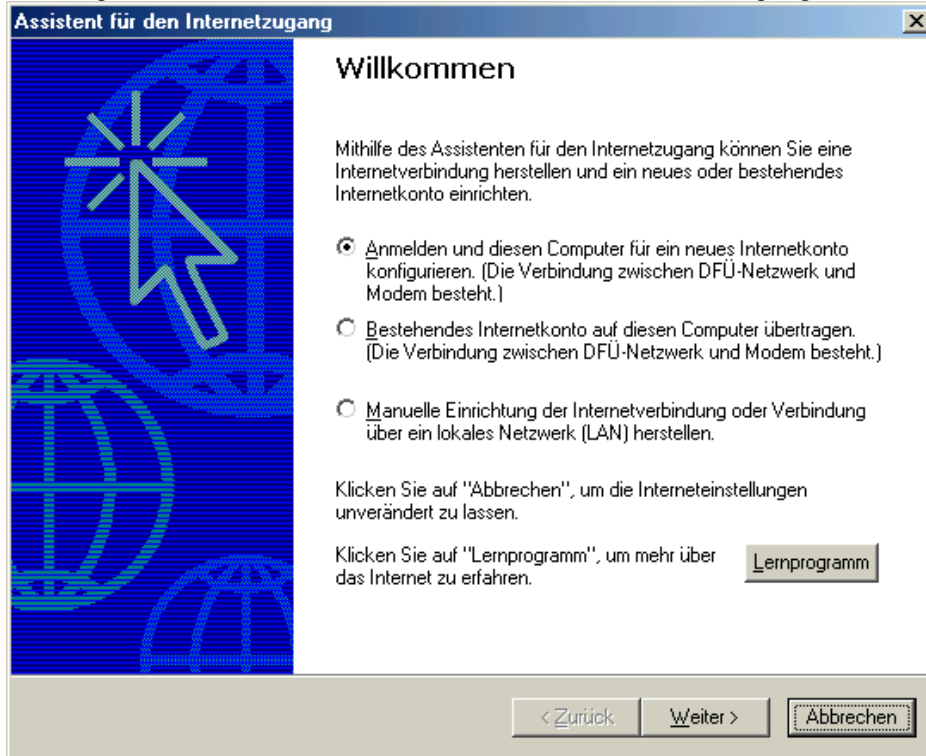 Assistent für den Internetzugang
Willkommen
Mithilfe des Assistenten für den Internetzugang können Sie eine
Internetverbindung herstellen und ein neues oder bestehendes
Internetkonto einrichten.
Anmelden und diesen Computer für ein neues Internetkonto
konfigurieren. (Die Verbindung zwischen DFÜ-Netzwerk und
Modem besteht.)
Bestehendes Internetkonto auf diesen Computer übertragen.
(Die Verbindung zwischen DFÜ-Netzwerk und Modem besteht.)
Manuelle Einrichtung der Internetverbindung oder Verbindung
über ein lokales Netzwerk (LAN) herstellen.
Klicken Sie auf "Abbrechen", um die Interneteinstellungen
unverändert zu lassen.
Klicken Sie auf "Lernprogramm", um mehr über
das Internet zu erfahren.
Lernprogramm
< Zurück
Weiter >
Abbrechen